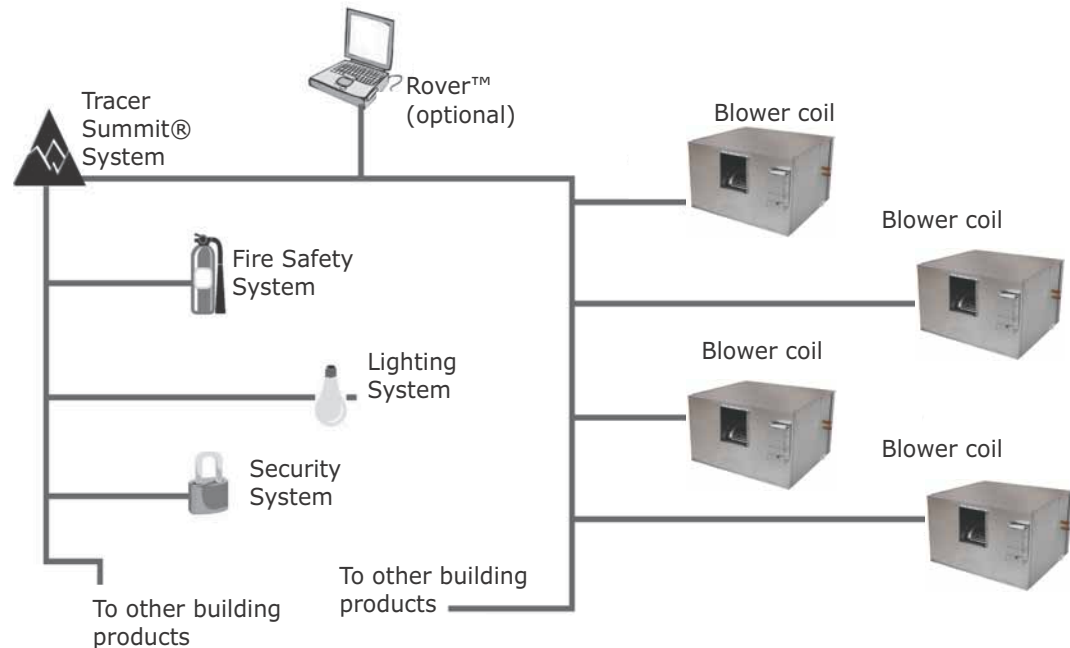 Tracer
Summit®
System
Rover™
(optional)
Blower coil
Blower coil
Fire Safety
System
Blower coil
Lighting
System
Blower coil
Security
System
To other building
products
To other building
products